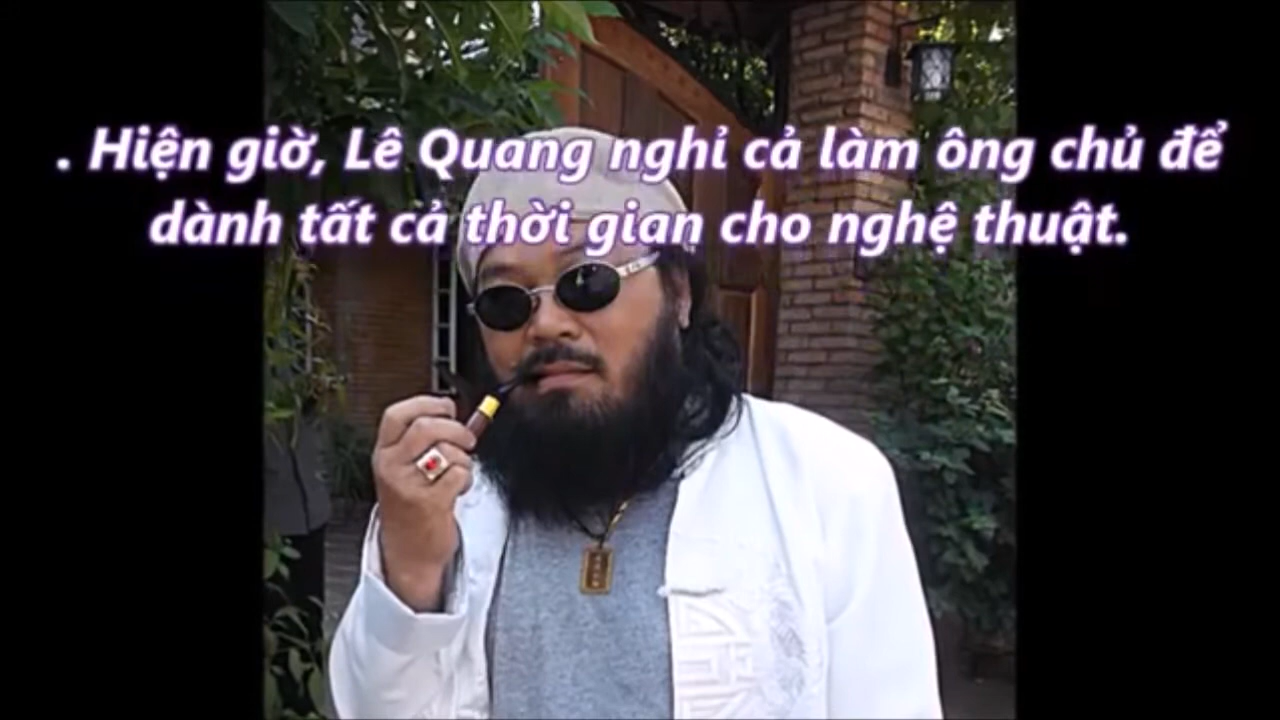 . Hiện giờ, Lê Quang nghỉ cả làm ông chủ để
dành tất cả thời gian cho nghệ thuật.